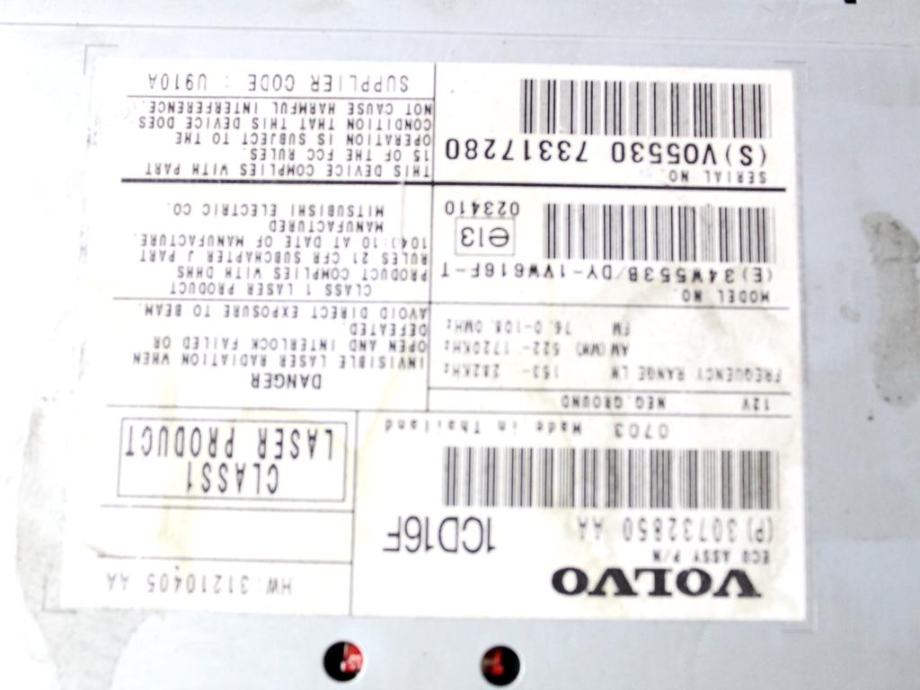 VOLVO
ECU ASSY P/N
(P)30732850 AA
1CD16F
0703 Made in Thailand
12V NEG.GROUND
FREQUENCY RANGE LW 153- 282KHz
AM(MW) 522-1720KHz
FM 76.0-108.0MHz
MODEL NO.
(E)34W553B/DY-1VW616F-T
e13
023410
SERIAL NO.
(S)VO5530 73317280
HW:31210405 AA
CLASS1
LASER PRODUCT
DANGER
INVISIBLE LASER RADIATION WHEN
OPEN AND INTERLOCK FAILED OR
DEFEATED
AVOID DIRECT EXPOSURE TO BEAM.
CLASS 1 LASER PRODUCT
PRODUCT COMPLIES WITH DHHS
RULES 21 CFR SUBCHAPTER J PART
1040:10 AT DATE OF MANUFACTURE.
MANUFACTURED
MITSUBISHI ELECTRIC CO.
THIS DEVICE COMPLIES WITH PART
15 OF THE FCC RULES.
OPERATION IS SUBJECT TO THE
CONDITION THAT THIS DEVICE DOES
NOT CAUSE HARMFUL INTERFERENCE.
SUPPLIER CODE : U910A